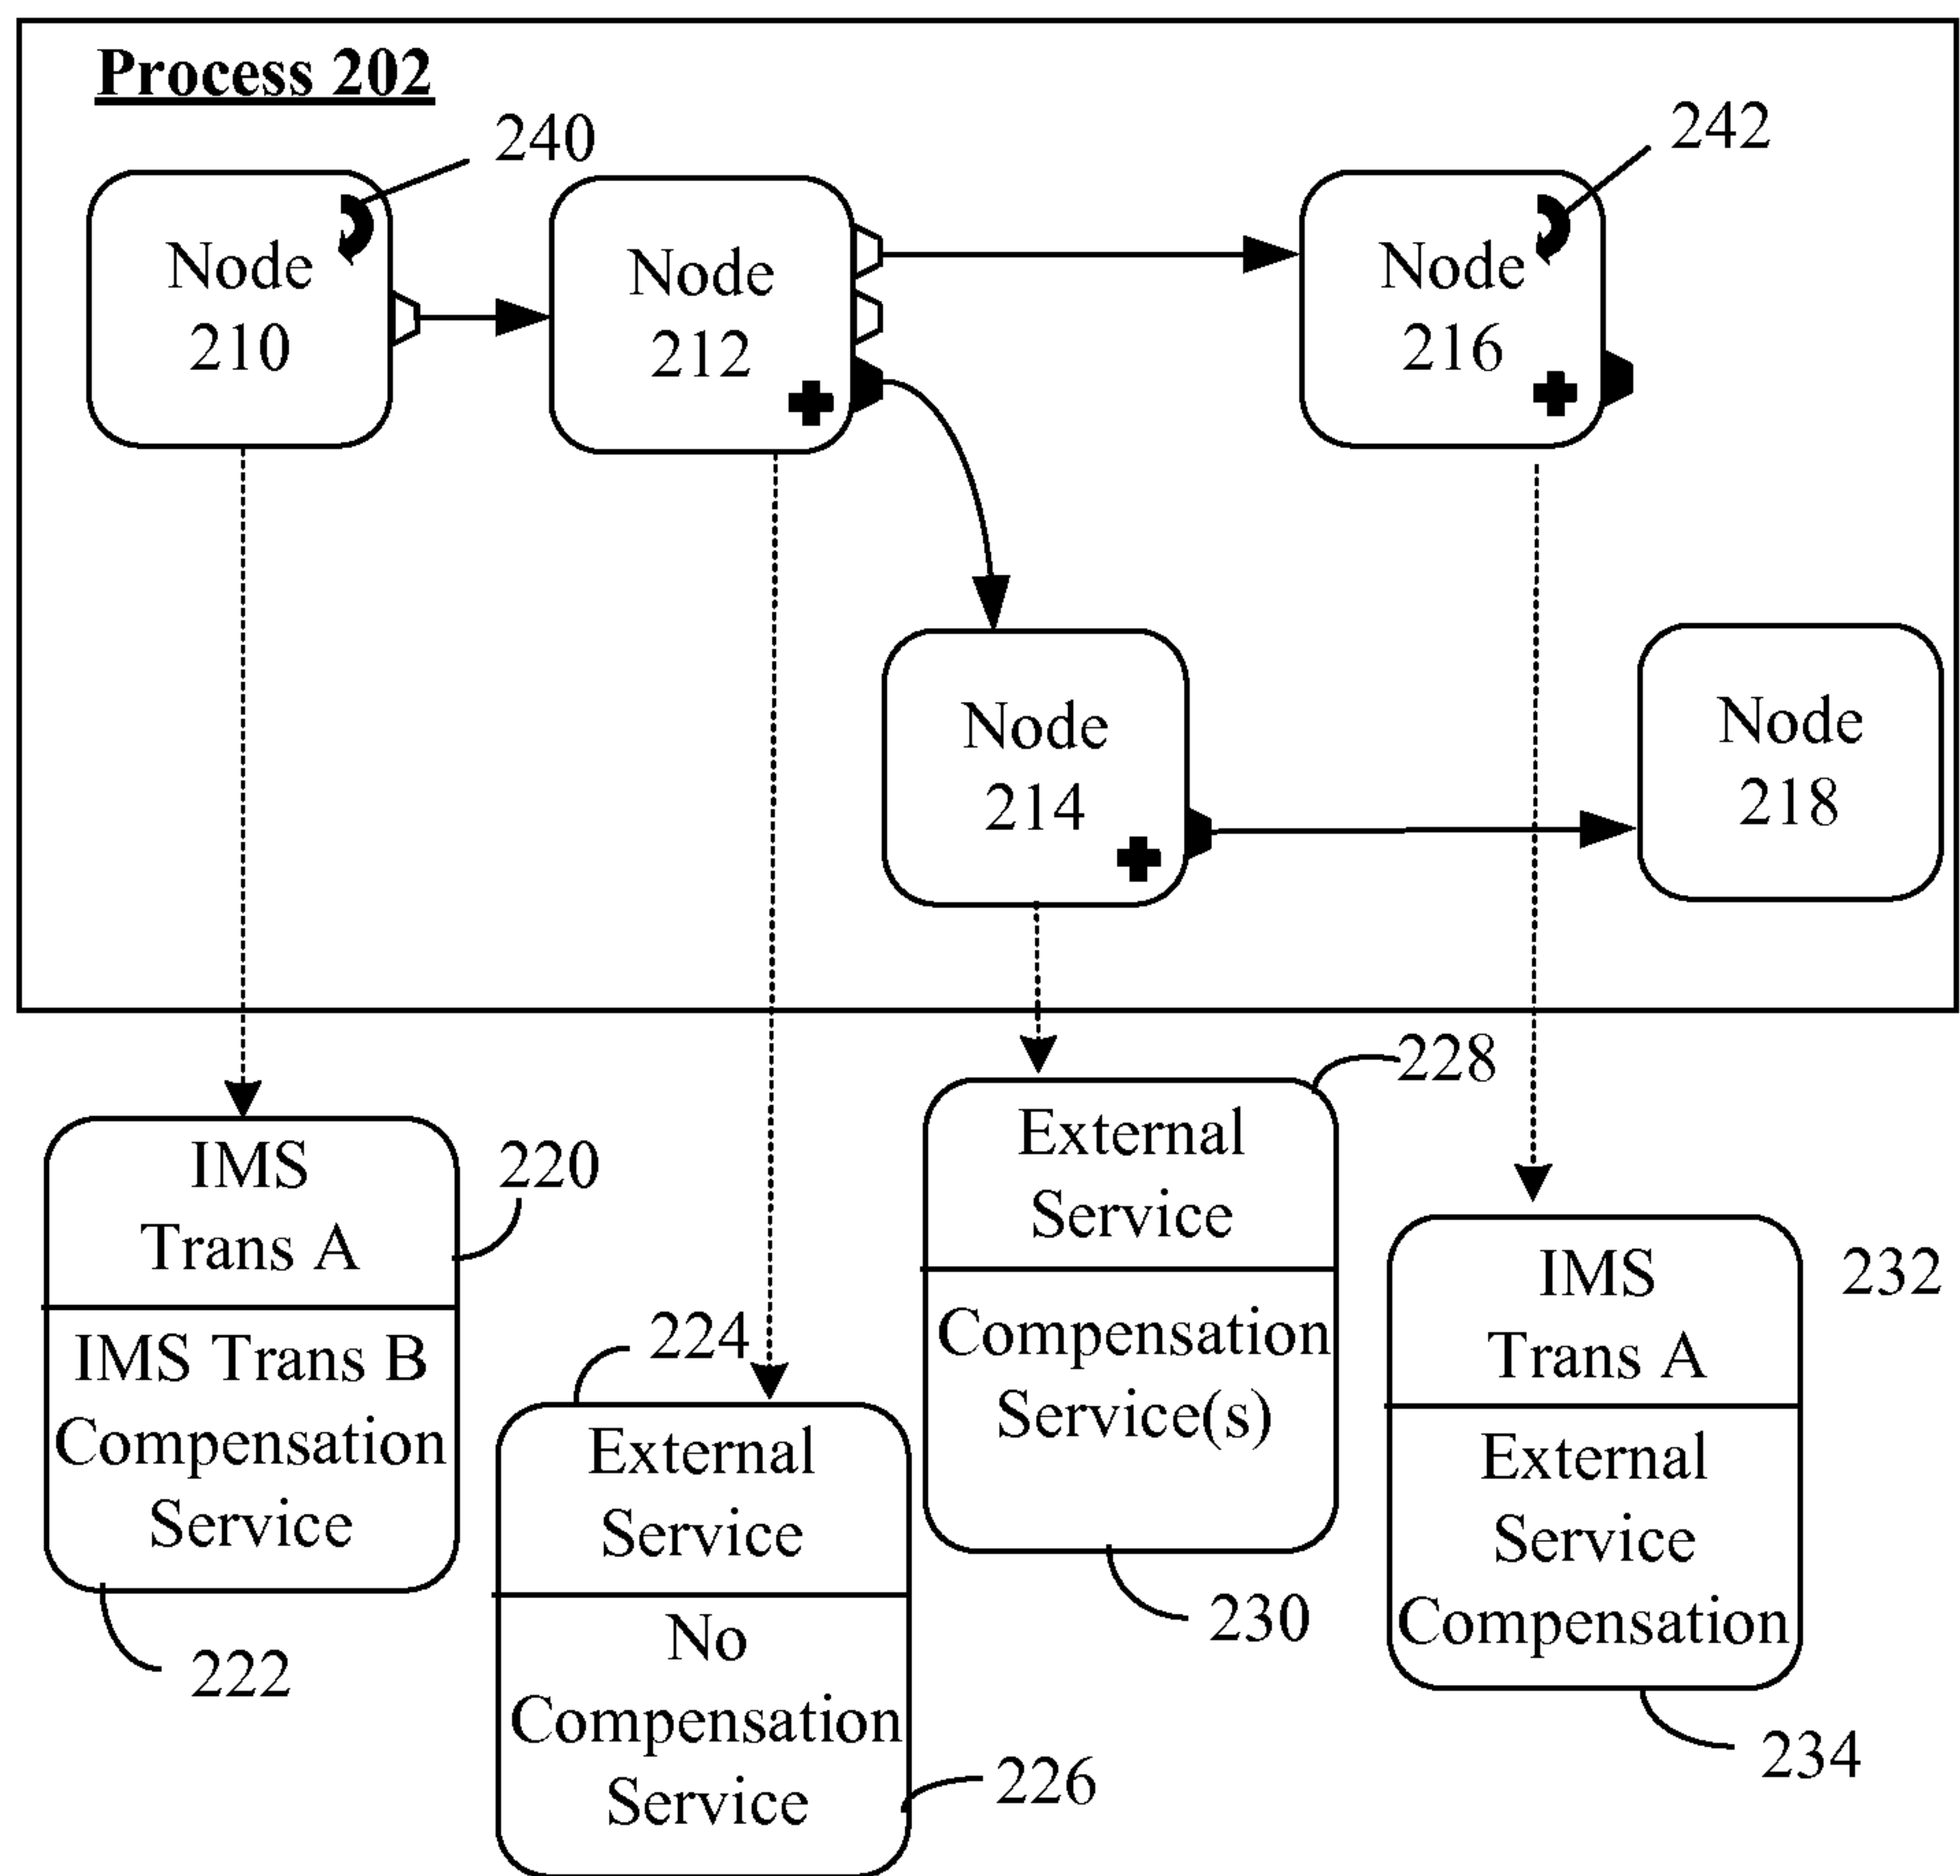 Process 202
240
242
Node
210
Node
212
Node
216
Node
214
Node
218
228
IMS
Trans A
220
IMS Trans B
Compensation
Service
222
224
External
Service
No
Compensation
Service
226
External
Service
Compensation
Service(s)
230
IMS
Trans A
232
External
Service
Compensation
234